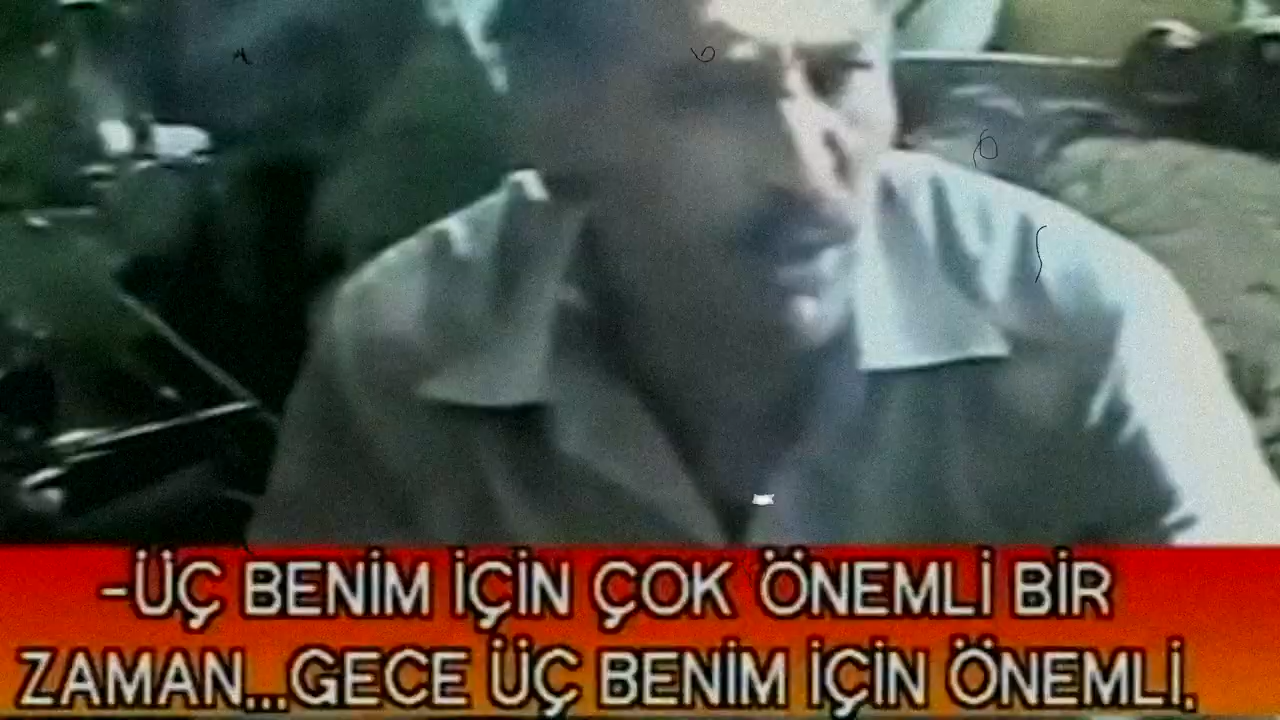 -ÜÇ BENİM İÇİN ÇOK ÖNEMLİ BİR
ZAMAN...GECE ÜÇ BENİM İÇİN ÖNEMLİ.